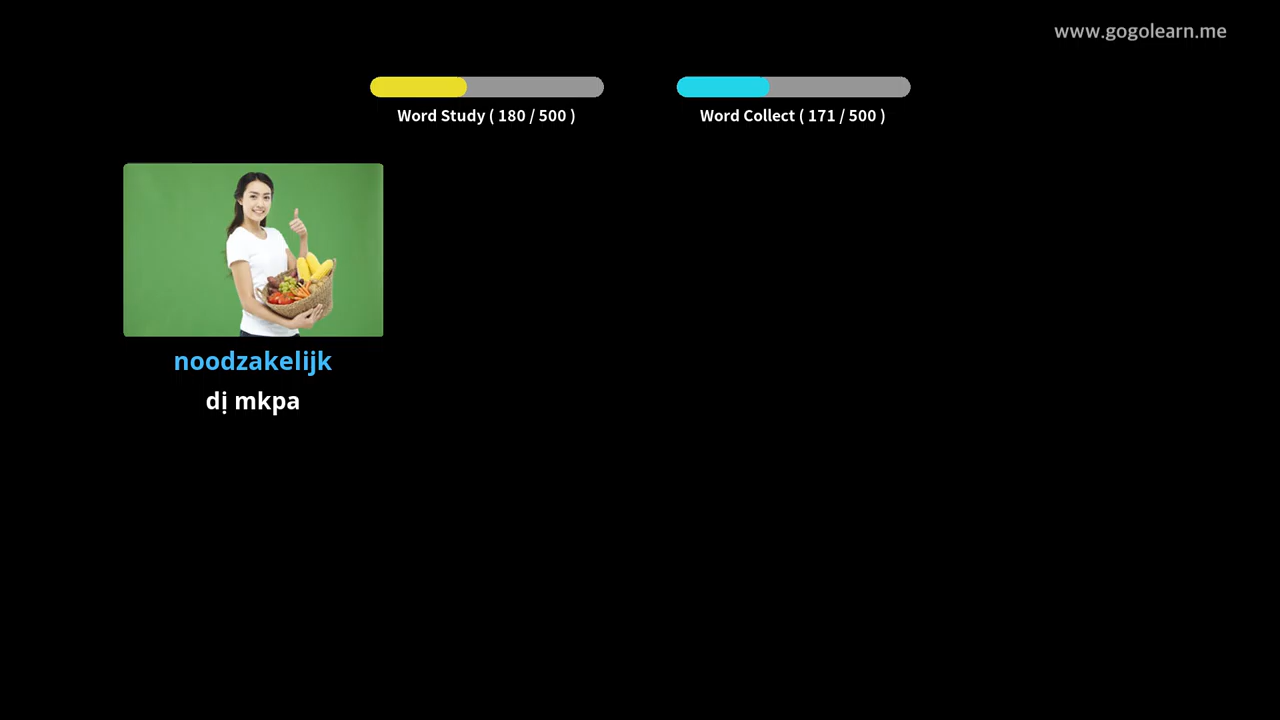 www.gogolearn.me
Word Study ( 180 / 500 )
Word Collect ( 171 / 500 )
noodzakelijk
dị mkpa